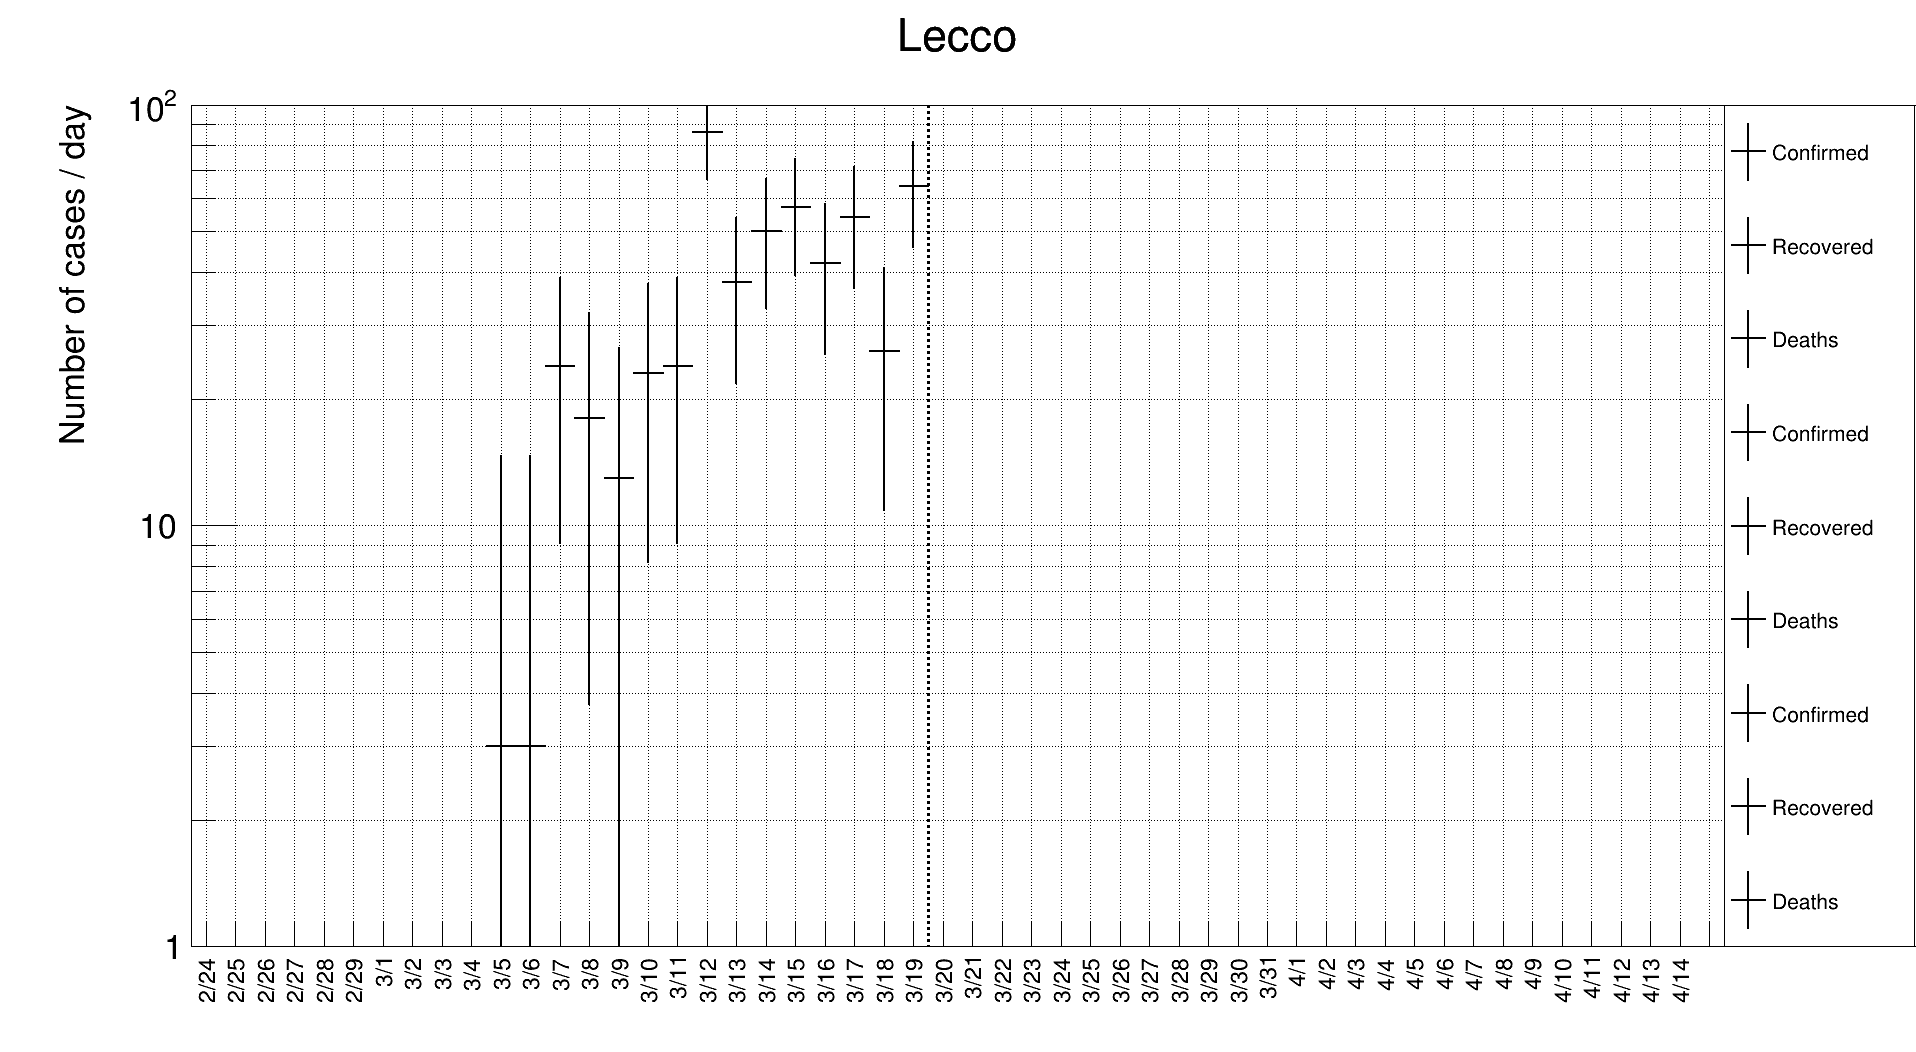 Lecco
Number of cases / day
10²
10
1
2/24 2/25 2/26 2/27 2/28 2/29 3/1 3/2 3/3 3/4 3/5 3/6 3/7 3/8 3/9 3/10 3/11 3/12 3/13 3/14 3/15 3/16 3/17 3/18 3/19 3/20 3/21 3/22 3/23 3/24 3/25 3/26 3/27 3/28 3/29 3/30 3/31 4/1 4/2 4/3 4/4 4/5 4/6 4/7 4/8 4/9 4/10 4/11 4/12 4/13 4/14
Confirmed
Recovered
Deaths
Confirmed
Recovered
Deaths
Confirmed
Recovered
Deaths